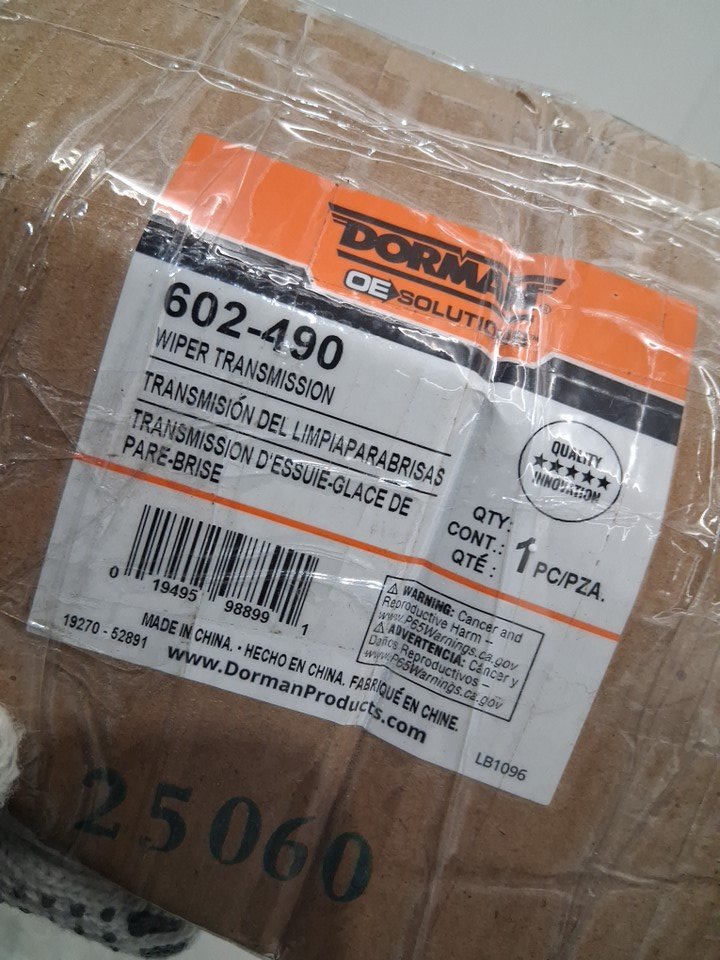 DORMAN®
OE SOLUTIONS™
602-490
WIPER TRANSMISSION
TRANSMISIÓN DEL LIMPIAPARABRISAS
TRANSMISSION D'ESSUIE-GLACE DE
PARE-BRISE
QUALITY
★★★★★
INNOVATION
QTY:
CONT.:
QTÉ :
1 PC/PZA.
0 19495 98899 1
⚠ WARNING: Cancer and
Reproductive Harm –
www.P65Warnings.ca.gov
⚠ ADVERTENCIA: Cáncer y
Daños Reproductivos –
www.P65Warnings.ca.gov
19270 - 52891
MADE IN CHINA. • HECHO EN CHINA. FABRIQUÉ EN CHINE.
www.DormanProducts.com
LB1096
25060